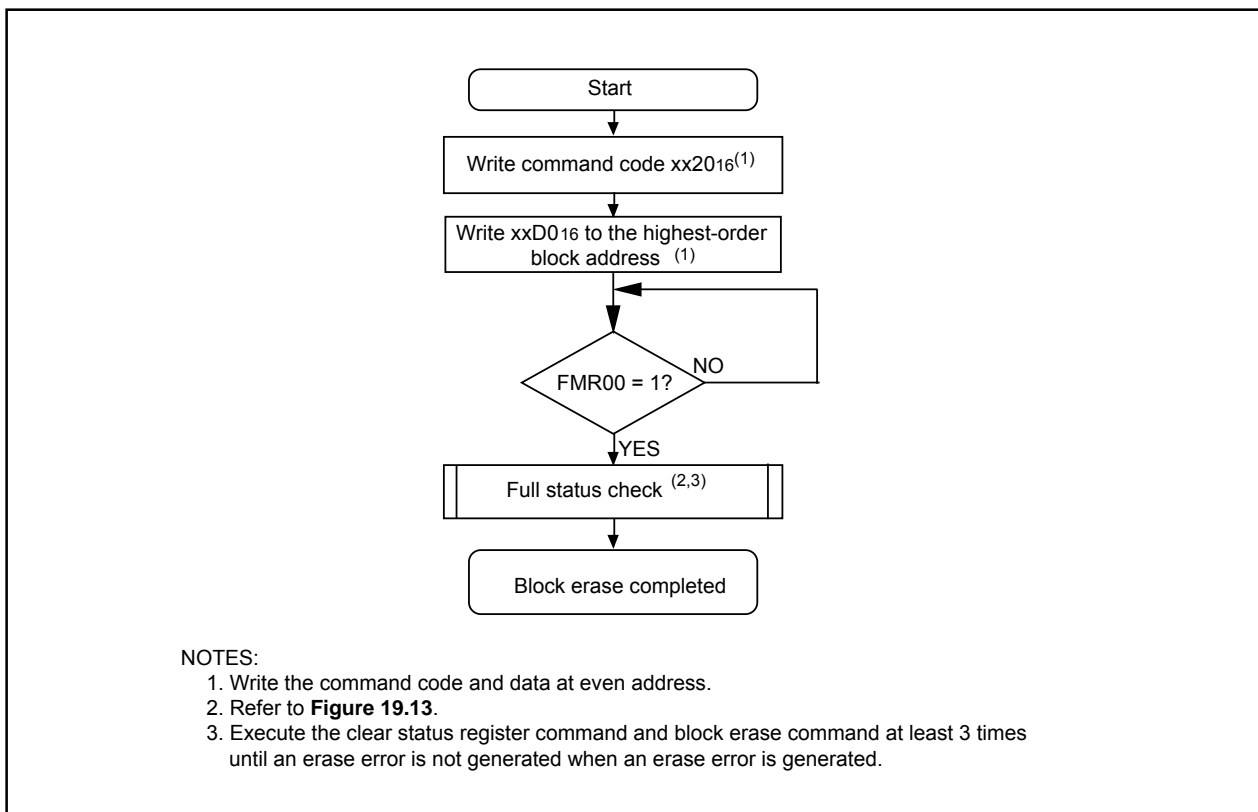 Start
Write command code xx2016(1)
Write xxD016 to the highest-order
block address (1)
FMR00 = 1?
NO
YES
Full status check (2,3)
Block erase completed
NOTES:
1. Write the command code and data at even address.
2. Refer to Figure 19.13.
3. Execute the clear status register command and block erase command at least 3 times
until an erase error is not generated when an erase error is generated.